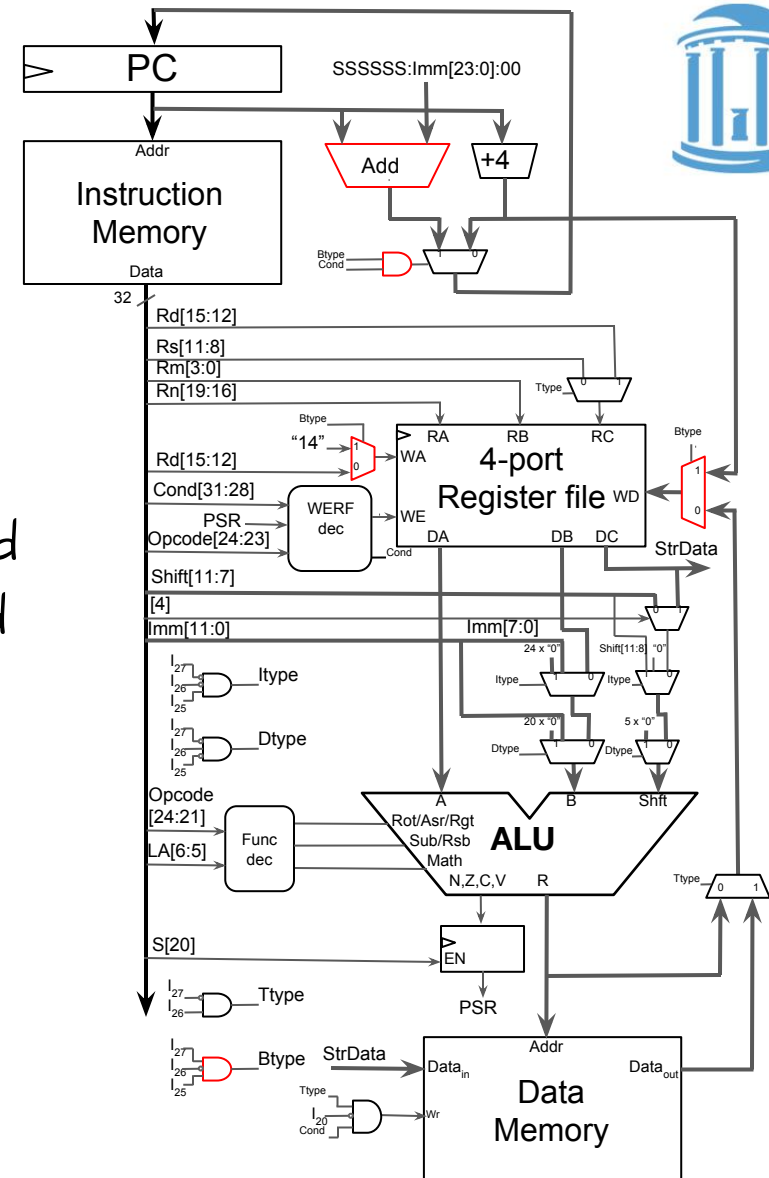 PC
SSSSSS:Imm[23:0]:00
Addr
Instruction
Memory
Data
Add
+4
1 0
Btype
Cond
32
Rd[15:12]
Rs[11:8]
Rm[3:0]
Rn[19:16]
Ttype
0 1
Btype
"14"
1
0
WA
RA RB RC
4-port
Register file
WD
Btype
1
0
Rd[15:12]
Cond[31:28]
PSR
Opcode[24:23]
WERF
dec
WE
Cond
DA DB DC
StrData
Shift[11:7]
[4]
0 1
Imm[11:0]
Imm[7:0]
24 x "0"
Shift[11:8] "0"
Itype
1 0
Itype
1 0
20 x "0"
5 x "0"
Dtype
1 0
Dtype
1 0
I27
I26
I25
Itype
I27
I26
I25
Dtype
Opcode
[24:21]
LA[6:5]
Func
dec
A B Shft
Rot/Asr/Rgt
Sub/Rsb
Math
ALU
N,Z,C,V R
Ttype
0 1
S[20]
EN
PSR
I27
I26
Ttype
I27
I26
I25
Btype
StrData
Data in
Addr
Data out
Data
Memory
Ttype
I20
Cond
Wr